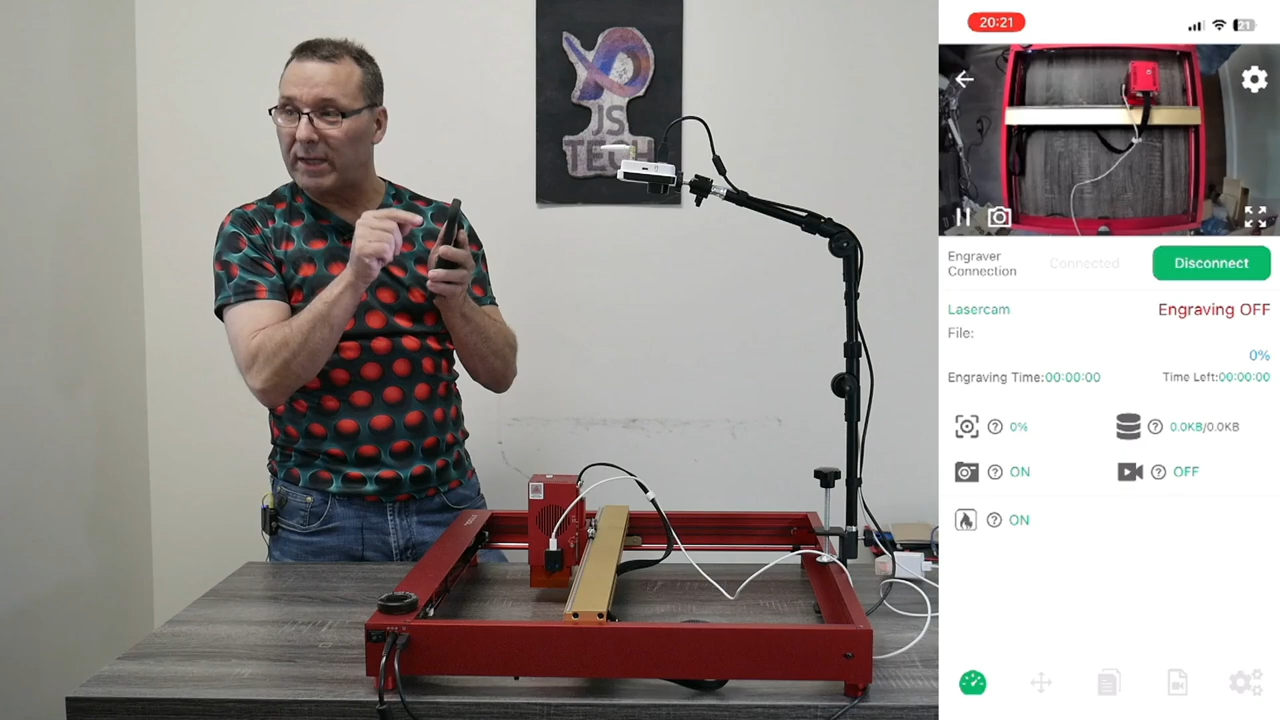 JS
TECH
20:21
21
Engraver
Connection
Connected
Disconnect
Lasercam
Engraving OFF
File:
0%
Engraving Time:00:00:00
Time Left:00:00:00
0%
0.0KB/0.0KB
ON
OFF
ON